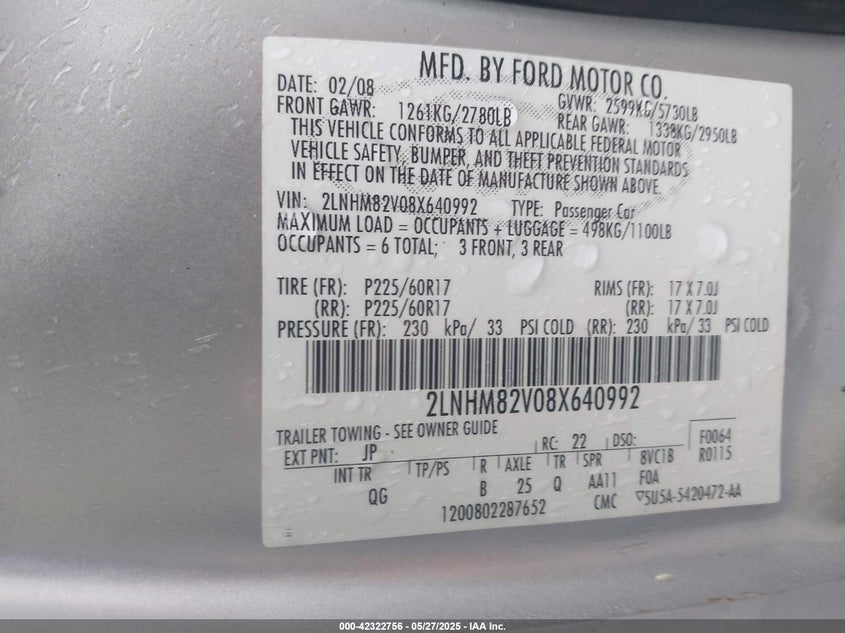 MFD. BY FORD MOTOR CO.
DATE: 02/08 GVWR: 2599KG/5730LB
FRONT GAWR: 1261KG/2780LB REAR GAWR: 1338KG/2950LB
THIS VEHICLE CONFORMS TO ALL APPLICABLE FEDERAL MOTOR
VEHICLE SAFETY, BUMPER, AND THEFT PREVENTION STANDARDS
IN EFFECT ON THE DATE OF MANUFACTURE SHOWN ABOVE.
VIN: 2LNHM82V08X640992 TYPE: Passenger Car
MAXIMUM LOAD = OCCUPANTS + LUGGAGE = 498KG/1100LB
OCCUPANTS = 6 TOTAL; 3 FRONT, 3 REAR
TIRE (FR): P225/60R17 RIMS (FR): 17 X 7.0J
(RR): P225/60R17 (RR): 17 X 7.0J
PRESSURE (FR): 230 kPa/ 33 PSI COLD (RR): 230 kPa/ 33 PSI COLD
2LNHM82V08X640992
TRAILER TOWING - SEE OWNER GUIDE
EXT PNT: JP RC: 22 DSO: F0064
INT TR TP/PS R AXLE TR SPR 8VC1B R0115
QG B 25 Q AA11 FOA
1200802287652 CMC 5U5A-5420472-AA
000-42322756 — 05/27/2025 — IAA Inc.